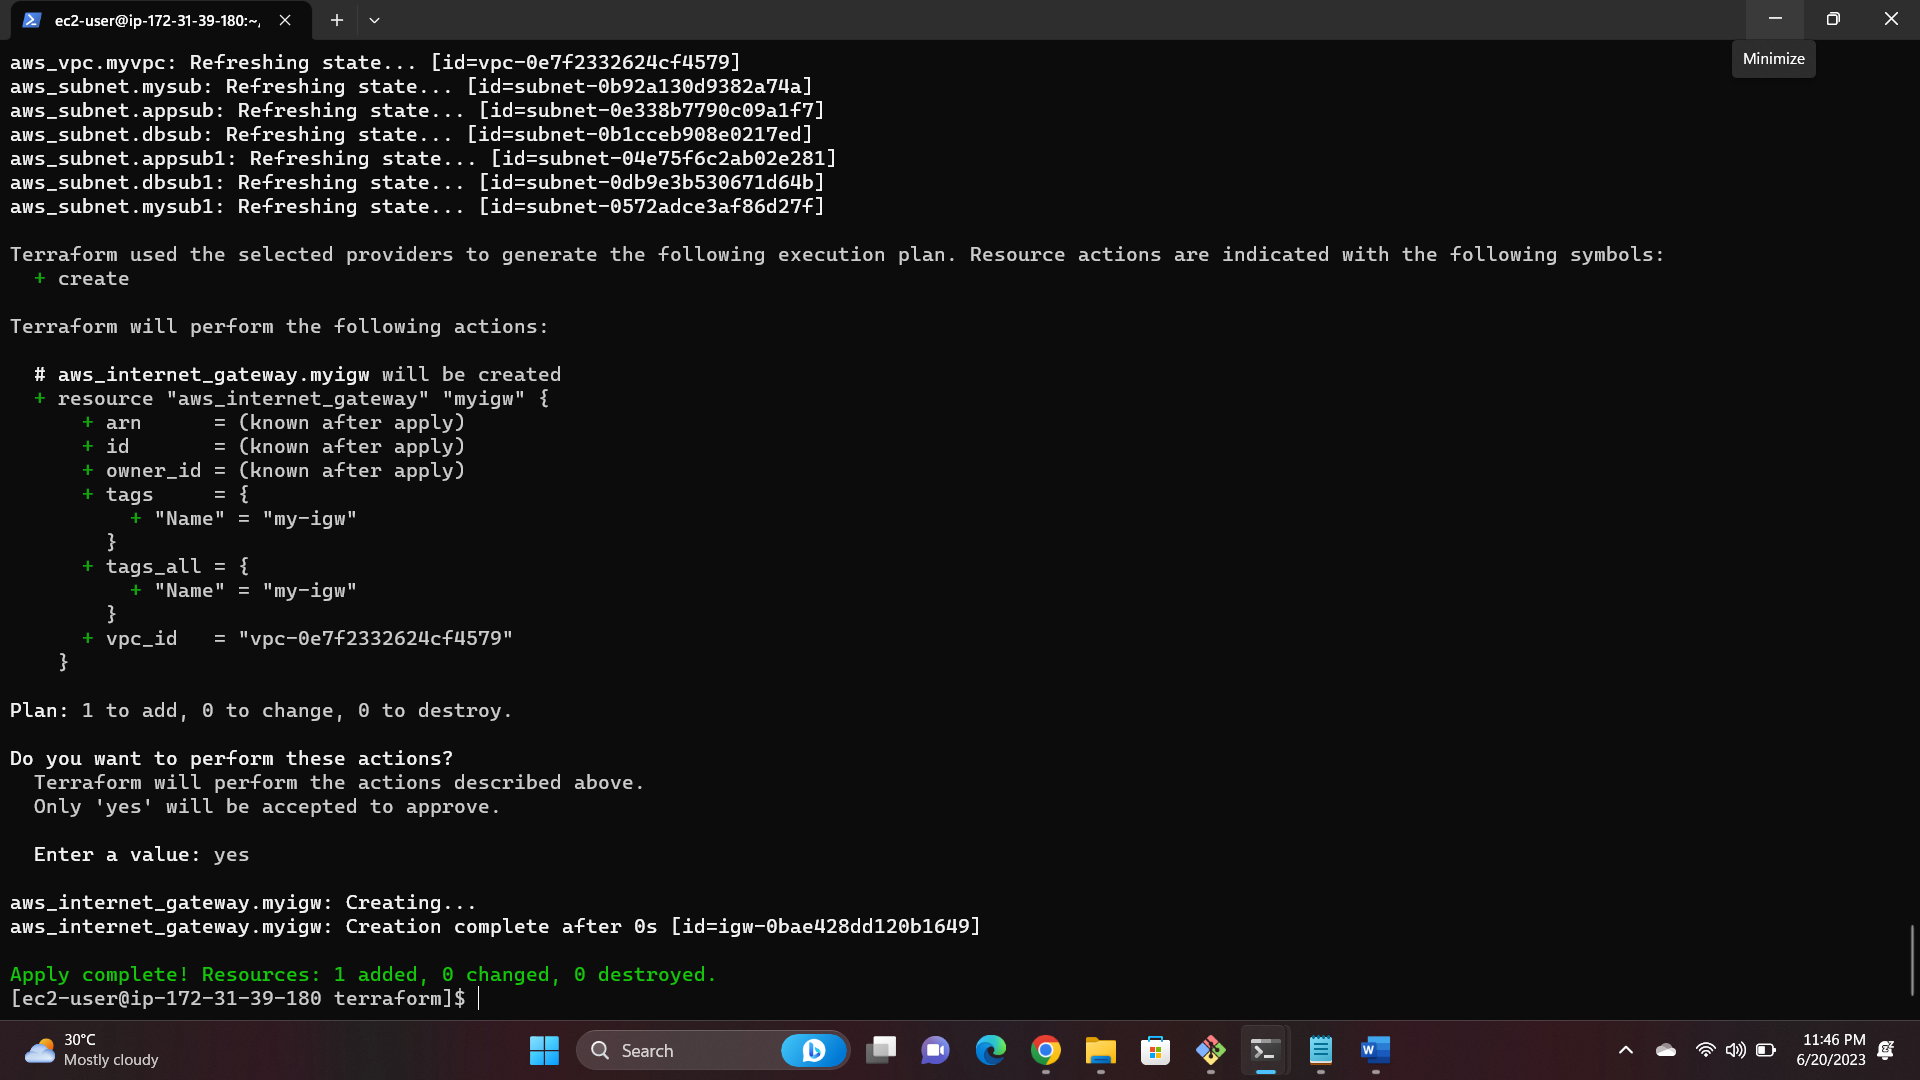 ec2-user@ip-172-31-39-180:~,
Minimize
aws_vpc.myvpc: Refreshing state... [id=vpc-0e7f2332624cf4579]
aws_subnet.mysub: Refreshing state... [id=subnet-0b92a130d9382a74a]
aws_subnet.appsub: Refreshing state... [id=subnet-0e338b7790c09a1f7]
aws_subnet.dbsub: Refreshing state... [id=subnet-0b1cceb908e0217ed]
aws_subnet.appsub1: Refreshing state... [id=subnet-04e75f6c2ab02e281]
aws_subnet.dbsub1: Refreshing state... [id=subnet-0db9e3b530671d64b]
aws_subnet.mysub1: Refreshing state... [id=subnet-0572adce3af86d27f]
Terraform used the selected providers to generate the following execution plan. Resource actions are indicated with the following symbols:
  + create
Terraform will perform the following actions:
  # aws_internet_gateway.myigw will be created
  + resource "aws_internet_gateway" "myigw" {
      + arn      = (known after apply)
      + id       = (known after apply)
      + owner_id = (known after apply)
      + tags     = {
          + "Name" = "my-igw"
        }
      + tags_all = {
          + "Name" = "my-igw"
        }
      + vpc_id   = "vpc-0e7f2332624cf4579"
    }
Plan: 1 to add, 0 to change, 0 to destroy.
Do you want to perform these actions?
  Terraform will perform the actions described above.
  Only 'yes' will be accepted to approve.
  Enter a value: yes
aws_internet_gateway.myigw: Creating...
aws_internet_gateway.myigw: Creation complete after 0s [id=igw-0bae428dd120b1649]
Apply complete! Resources: 1 added, 0 changed, 0 destroyed.
[ec2-user@ip-172-31-39-180 terraform]$
30°C
Mostly cloudy
Search
11:46 PM
6/20/2023